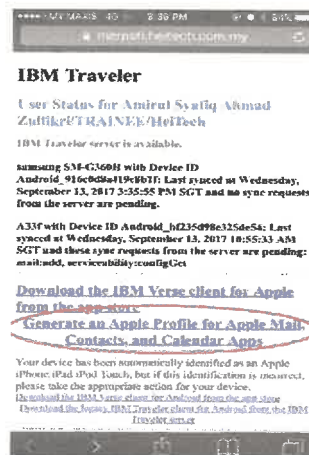 MY MAXIS 4G 3:36 PM 84%
IBM Traveler
User Status for Amirul Syafiq Ahmad
Zulfikri/TRAINEE/HeiTech
IBM Traveler server is available.
samsung SM-G360H with Device ID
Last synced at Wednesday,
September 13, 2017 3:35:55 PM SGT and no sync requests
from the server are pending.
A33f with Device ID Android_bf235d98e325de54: Last
synced at Wednesday, September 13, 2017 10:55:33 AM
SGT and these sync requests from the server are pending:
mail:add, serviceability:configGet
Download the IBM Verse client for Apple
from the app store
Generate an Apple Profile for Apple Mail,
Contacts, and Calendar Apps
Your device has been automatically identified as an Apple
iPhone/iPad/iPod Touch, but if this identification is incorrect,
please take the appropriate action for your device.
Download the IBM Verse client for Android from the app store
Download the legacy IBM Traveler client for Android from the IBM
Traveler server